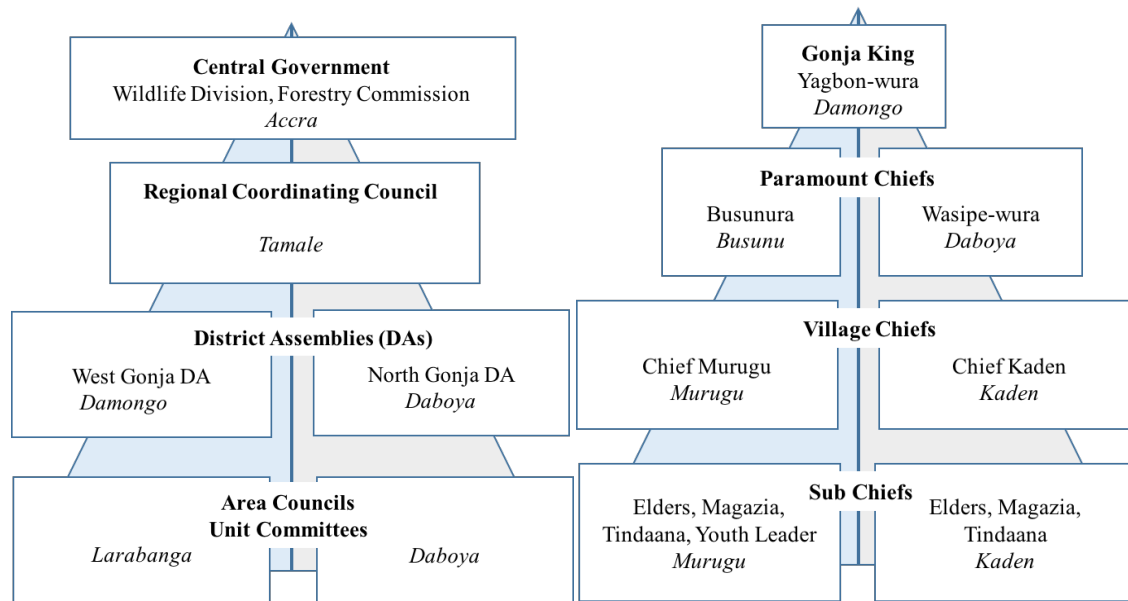 Central Government
Wildlife Division, Forestry Commission
Accra
Regional Coordinating Council
Tamale
District Assemblies (DAs)
West Gonja DA
Damongo
North Gonja DA
Daboya
Area Councils
Unit Committees
Larabanga
Daboya
Gonja King
Yagbon-wura
Damongo
Paramount Chiefs
Busunura
Busunu
Wasipe-wura
Daboya
Village Chiefs
Chief Murugu
Murugu
Chief Kaden
Kaden
Sub Chiefs
Elders, Magazia,
Tindaana, Youth Leader
Murugu
Elders, Magazia,
Tindaana
Kaden